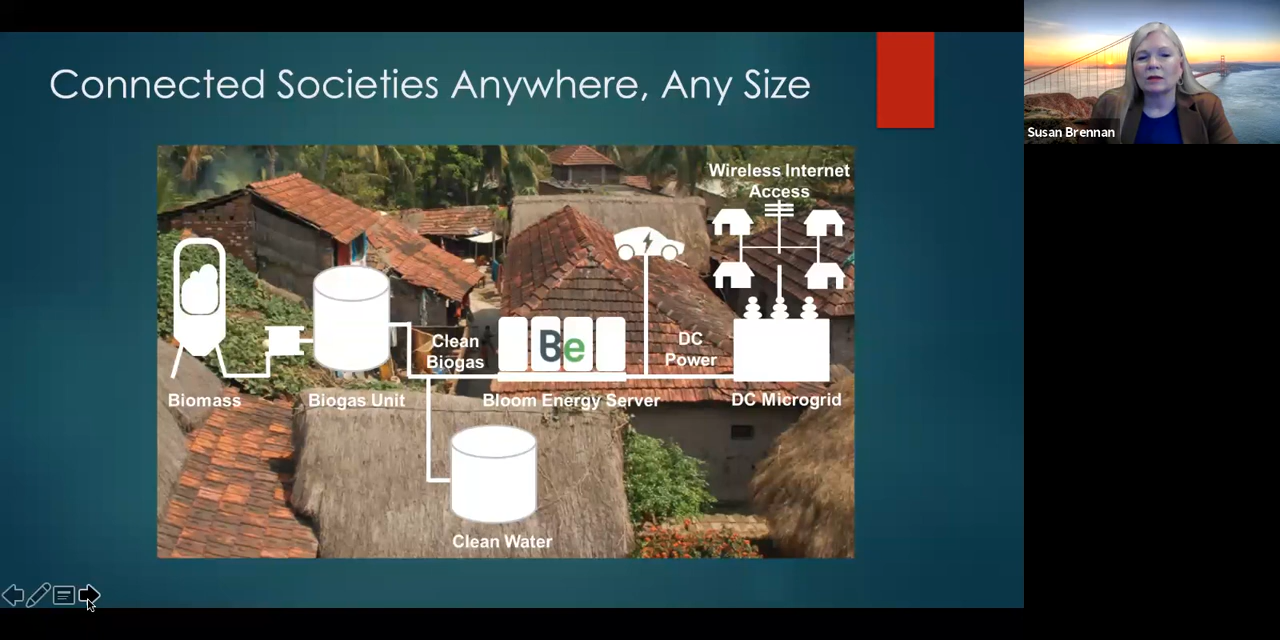 Connected Societies Anywhere, Any Size
Susan Brennan
Wireless Internet
Access
Clean
Biogas
Be
DC
Power
Biomass
Biogas Unit
Bloom Energy Server
DC Microgrid
Clean Water